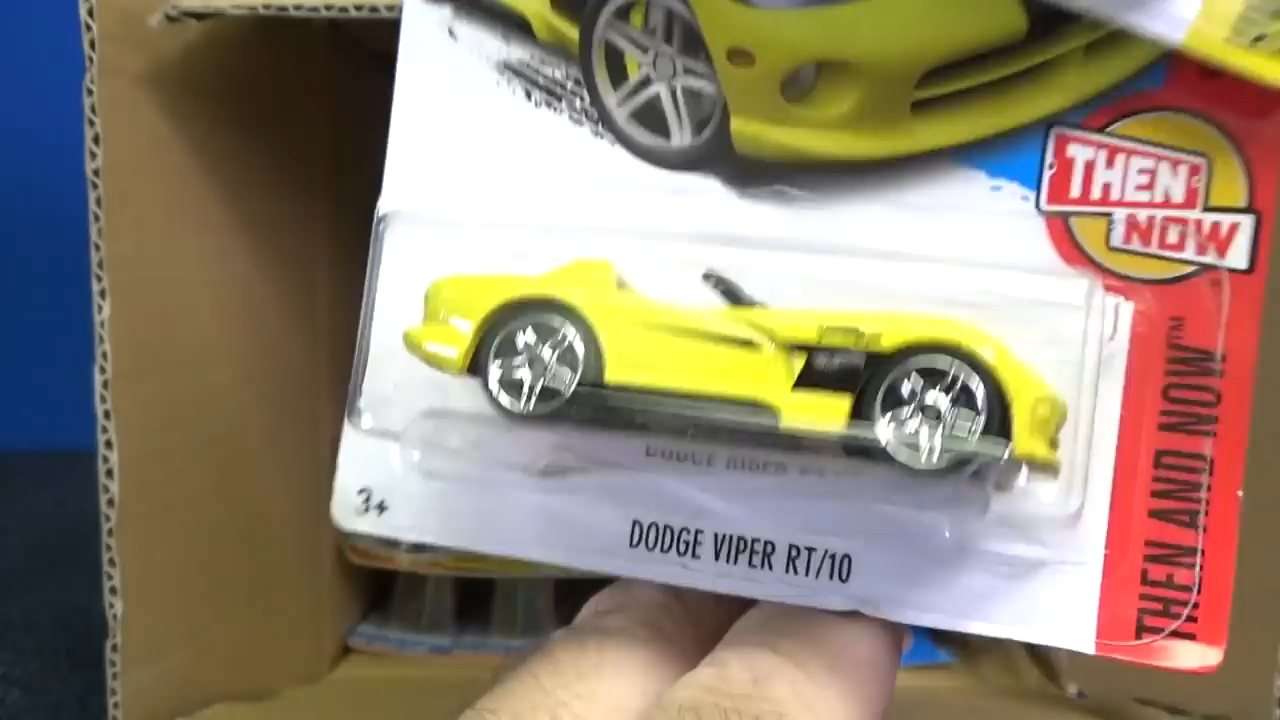 THEN
NOW
THEN AND NOW™
3+
DODGE VIPER RT/10